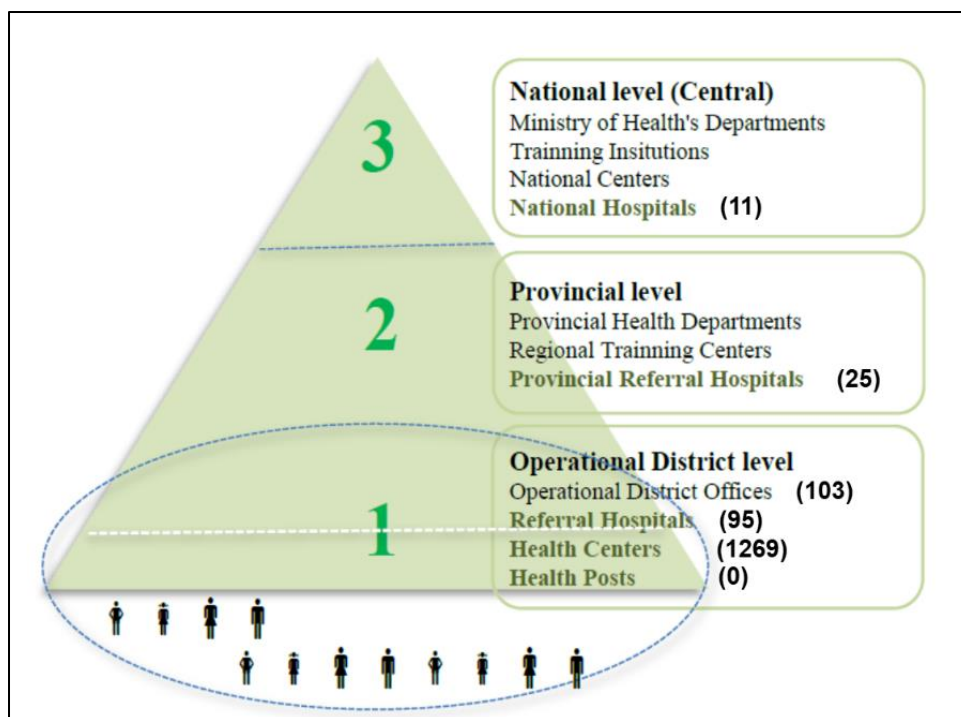 3
National level (Central)
Ministry of Health's Departments
Trainning Insitutions
National Centers
National Hospitals (11)
2
Provincial level
Provincial Health Departments
Regional Trainning Centers
Provincial Referral Hospitals (25)
1
Operational District level
Operational District Offices (103)
Referral Hospitals (95)
Health Centers (1269)
Health Posts (0)